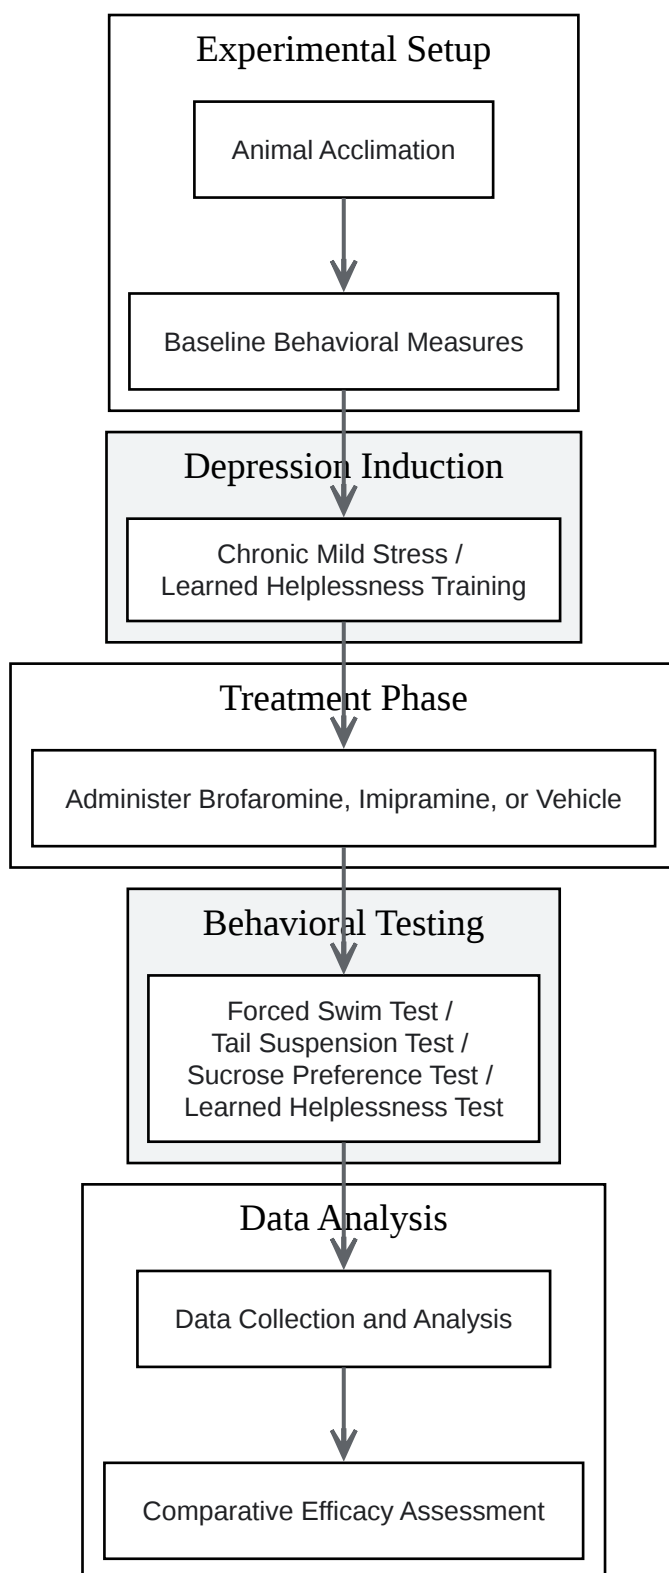 Experimental Setup
Animal Acclimation
Baseline Behavioral Measures
Depression Induction
Chronic Mild Stress /
Learned Helplessness Training
Treatment Phase
Administer Brofaromine, Imipramine, or Vehicle
Behavioral Testing
Forced Swim Test /
Tail Suspension Test /
Sucrose Preference Test /
Learned Helplessness Test
Data Analysis
Data Collection and Analysis
Comparative Efficacy Assessment